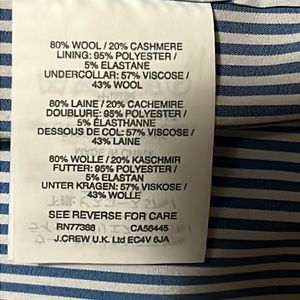 80% WOOL / 20% CASHMERE
LINING: 95% POLYESTER /
5% ELASTANE
UNDERCOLLAR: 57% VISCOSE /
43% WOOL
80% LAINE / 20% CACHEMIRE
DOUBLURE: 95% POLYESTER /
5% ÉLASTHANNE
DESSOUS DE COL: 57% VISCOSE /
43% LAINE
80% WOLLE / 20% KASCHMIR
FUTTER: 95% POLYESTER /
5% ELASTAN
UNTER KRAGEN: 57% VISKOSE /
43% WOLLE
SEE REVERSE FOR CARE
RN77388 CA56445
J.CREW U.K. Ltd EC4V 6JA